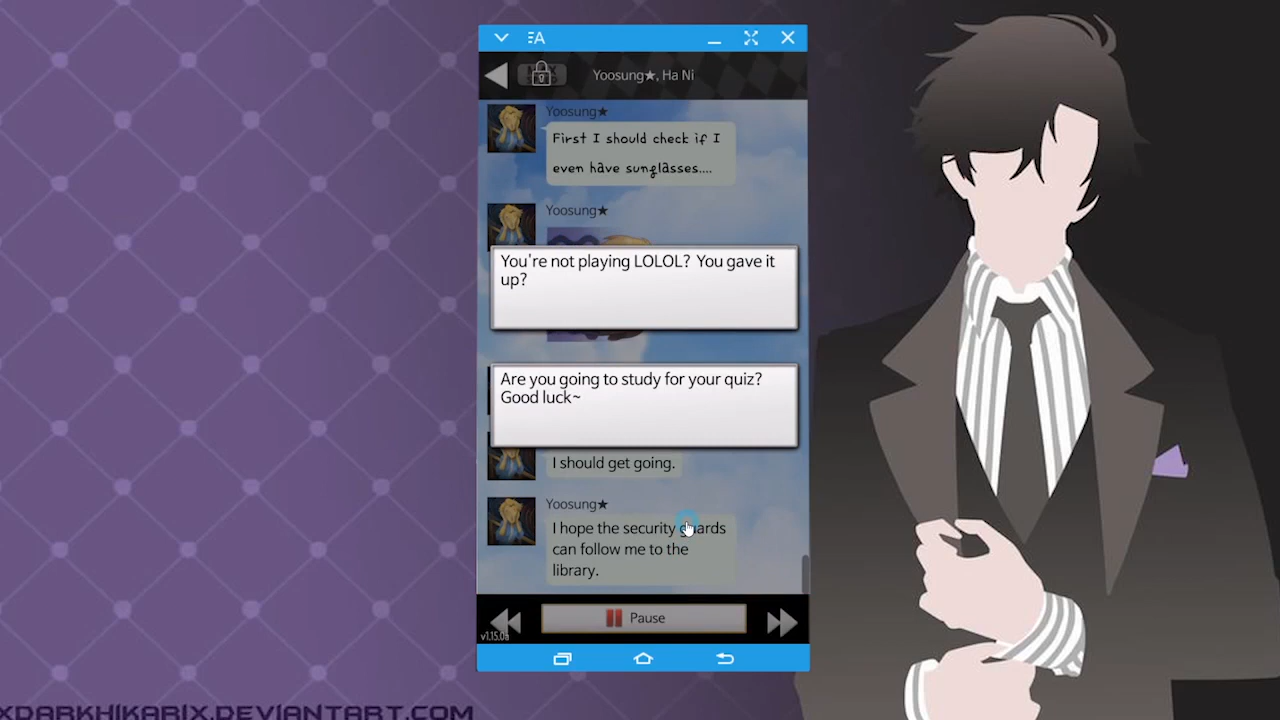 Yoosung★, Ha Ni
Yoosung★
First I should check if I
even have sunglasses....
Yoosung★
You're not playing LOLOL? You gave it
up?
Are you going to study for your quiz?
Good luck~
I should get going.
Yoosung★
I hope the security guards
can follow me to the
library.
Pause
v1.15.0a
XDARKHIKARIX.DEVIANTART.COM